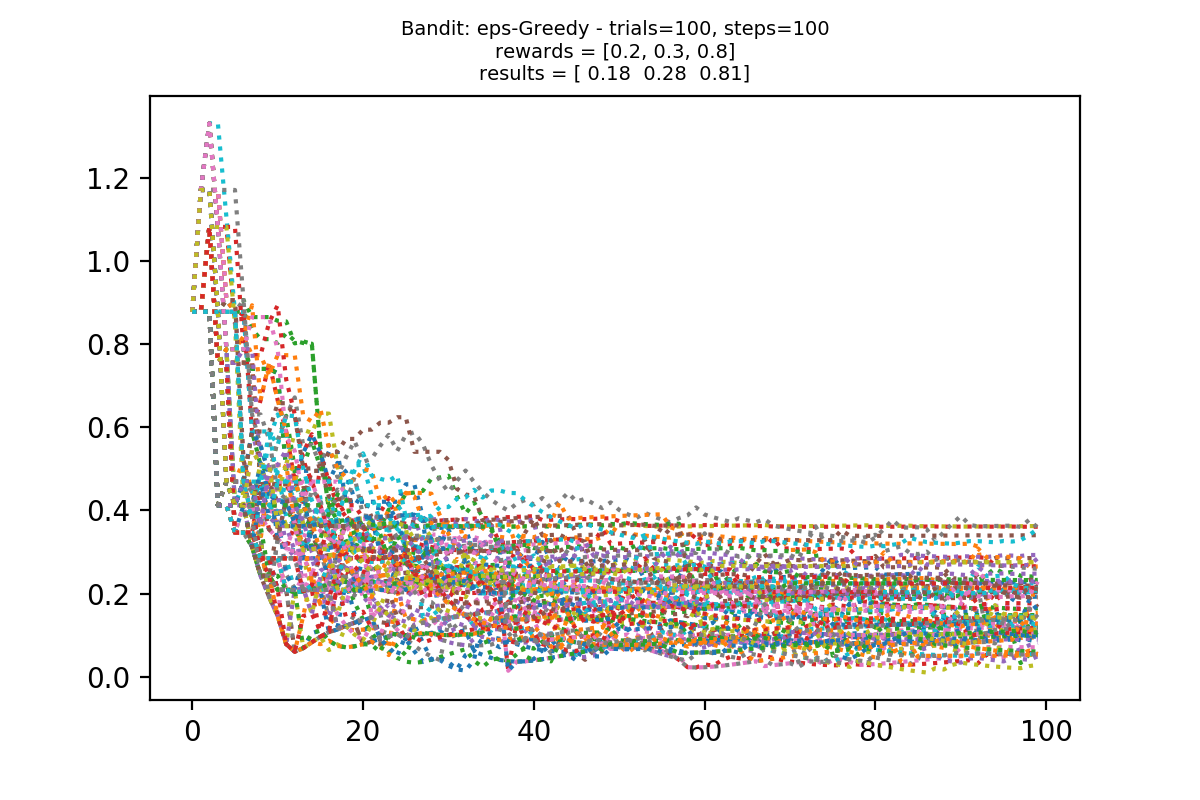 Bandit: eps-Greedy - trials=100, steps=100
rewards = [0.2, 0.3, 0.8]
results = [ 0.18  0.28  0.81]
1.2
1.0
0.8
0.6
0.4
0.2
0.0
0 20 40 60 80 100